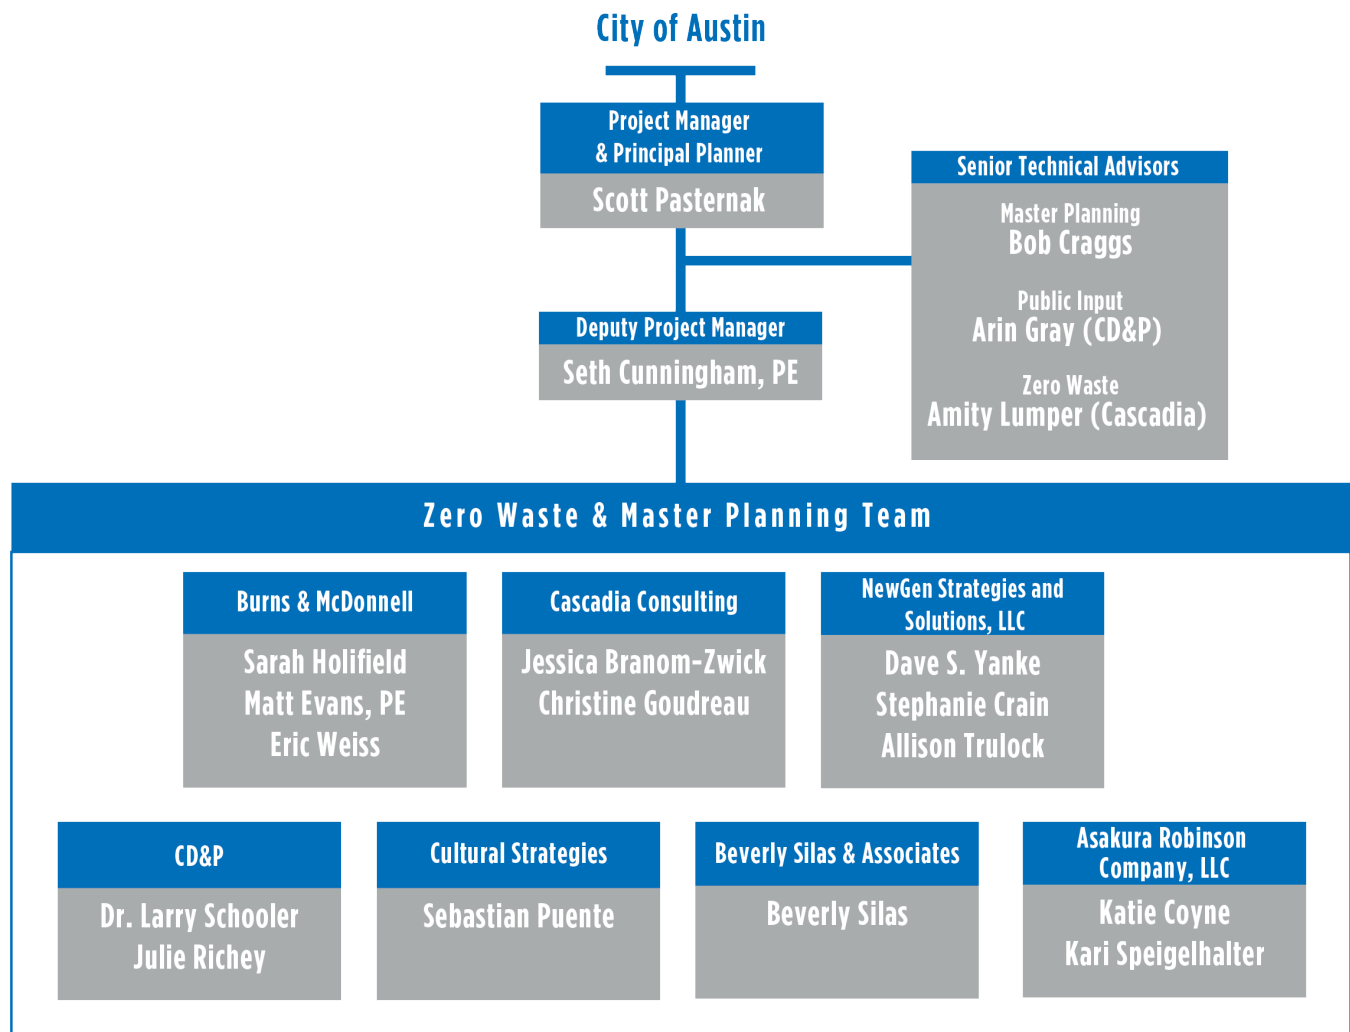 City of Austin
Project Manager
& Principal Planner
Scott Pasternak
Senior Technical Advisors
Master Planning
Bob Craggs
Public Input
Arin Gray (CD&P)
Zero Waste
Amity Lumper (Cascadia)
Deputy Project Manager
Seth Cunningham, PE
Zero Waste & Master Planning Team
Burns & McDonnell
Sarah Holifield
Matt Evans, PE
Eric Weiss
Cascadia Consulting
Jessica Branom-Zwick
Christine Goudreau
NewGen Strategies and
Solutions, LLC
Dave S. Yanke
Stephanie Crain
Allison Trulock
CD&P
Dr. Larry Schooler
Julie Richey
Cultural Strategies
Sebastian Puente
Beverly Silas & Associates
Beverly Silas
Asakura Robinson
Company, LLC
Katie Coyne
Kari Speigelhalter